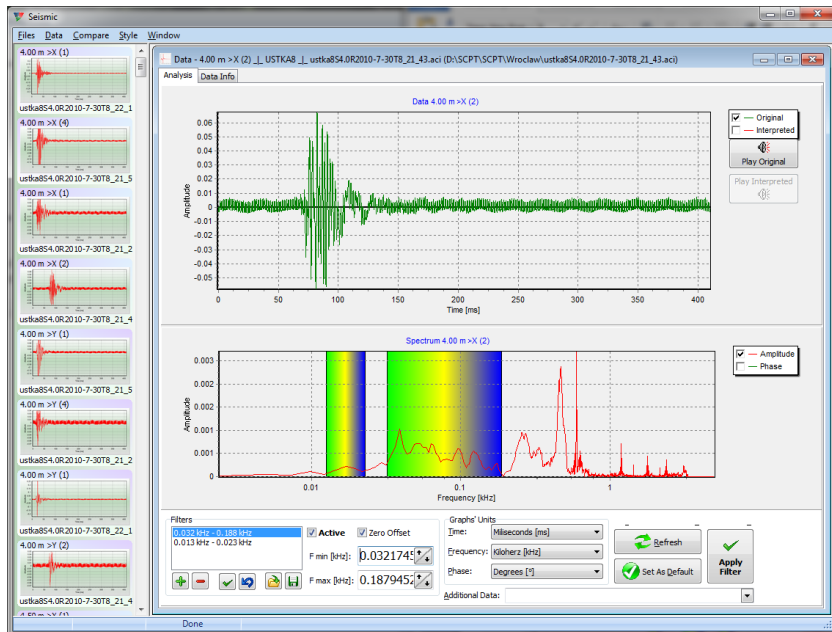 Seismic
Files Data Compare Style Window
4.00 m >X (1)
ustka8S4.0R2010-7-30T8_22_1
4.00 m >X (4)
ustka8S4.0R2010-7-30T8_21_5
4.00 m >X (1)
ustka8S4.0R2010-7-30T8_21_2
4.00 m >X (2)
ustka8S4.0R2010-7-30T8_21_4
4.00 m >Y (1)
ustka8S4.0R2010-7-30T8_21_5
4.00 m >Y (4)
ustka8S4.0R2010-7-30T8_21_2
4.00 m >Y (1)
ustka8S4.0R2010-7-30T8_22_1
4.00 m >Y (2)
ustka8S4.0R2010-7-30T8_21_4
4.50 m >X (1)
Data - 4.00 m >X (2) _|_ USTKA8 _|_ ustka8S4.0R2010-7-30T8_21_43.aci (D:\SCPT\SCPT\Wroclaw\ustka8S4.0R2010-7-30T8_21_43.aci)
Analysis Data Info
Data 4.00 m >X (2)
Amplitude
0.06
0.05
0.04
0.03
0.02
0.01
0
-0.01
-0.02
-0.03
-0.04
-0.05
0 50 100 150 200 250 300 350 400
Time [ms]
Original
Interpreted
Play Original
Play Interpreted
Spectrum 4.00 m >X (2)
Amplitude
0.003
0.002
0.002
0.001
0.001
0
0.01 0.1 1
Frequency [kHz]
Amplitude
Phase
Filters
0.032 kHz - 0.188 kHz
0.013 kHz - 0.023 kHz
Active Zero Offset
F min [kHz]: 0.032174
F max [kHz]: 0.187945
Graphs' Units
Time: Miliseconds [ms]
Frequency: Kiloherz [kHz]
Phase: Degrees [°]
Additional Data:
Refresh
Set As Default
Apply
Filter
Done